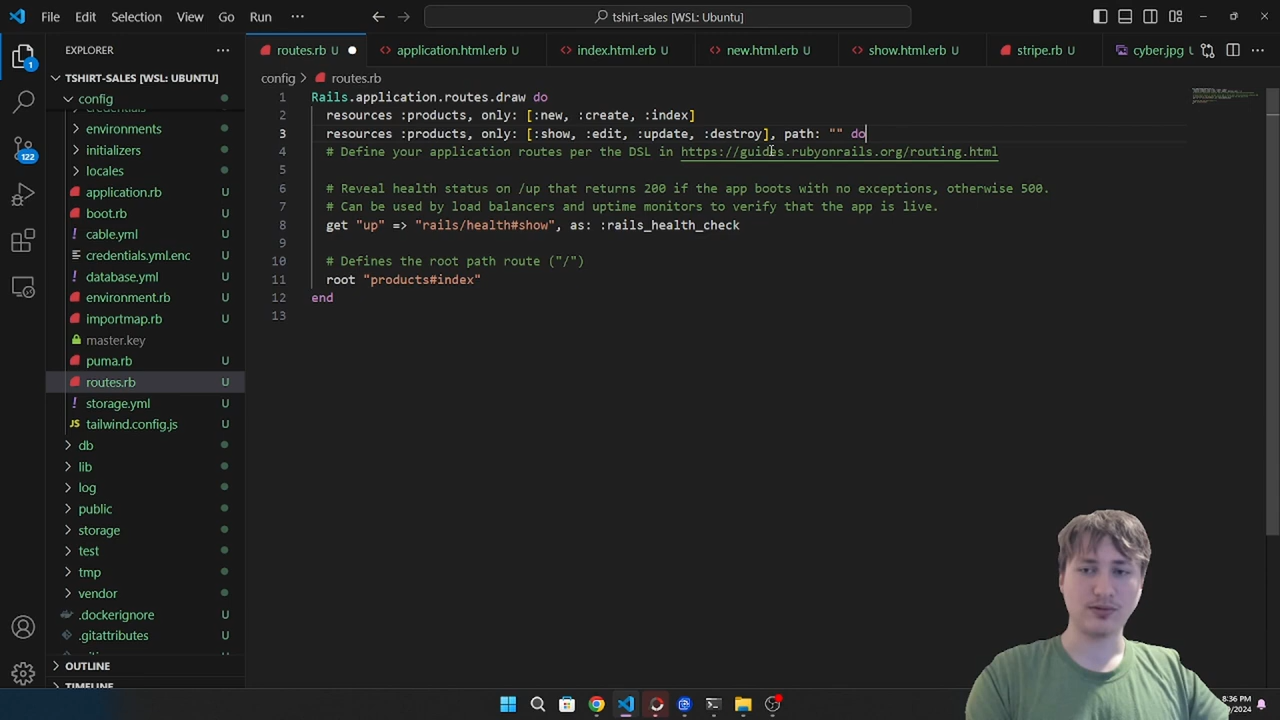 File Edit Selection View Go Run ··· tshirt-sales [WSL: Ubuntu]
EXPLORER ···
routes.rb U
application.html.erb U
index.html.erb U
new.html.erb U
show.html.erb U
stripe.rb U
cyber.jpg U
TSHIRT-SALES [WSL: UBUNTU]
config > routes.rb
config
credentials
environments
initializers
locales
application.rb U
boot.rb U
cable.yml U
credentials.yml.enc U
database.yml U
environment.rb U
importmap.rb U
master.key
puma.rb U
routes.rb U
storage.yml U
tailwind.config.js U
db
lib
log
public
storage
test
tmp
vendor
.dockerignore U
.gitattributes U
OUTLINE
TIMELINE
1
122
1 Rails.application.routes.draw do
2 resources :products, only: [:new, :create, :index]
3 resources :products, only: [:show, :edit, :update, :destroy], path: "" do
4 # Define your application routes per the DSL in https://guides.rubyonrails.org/routing.html
5
6 # Reveal health status on /up that returns 200 if the app boots with no exceptions, otherwise 500.
7 # Can be used by load balancers and uptime monitors to verify that the app is live.
8 get "up" => "rails/health#show", as: :rails_health_check
9
10 # Defines the root path route ("/")
11 root "products#index"
12 end
13
8:36 PM